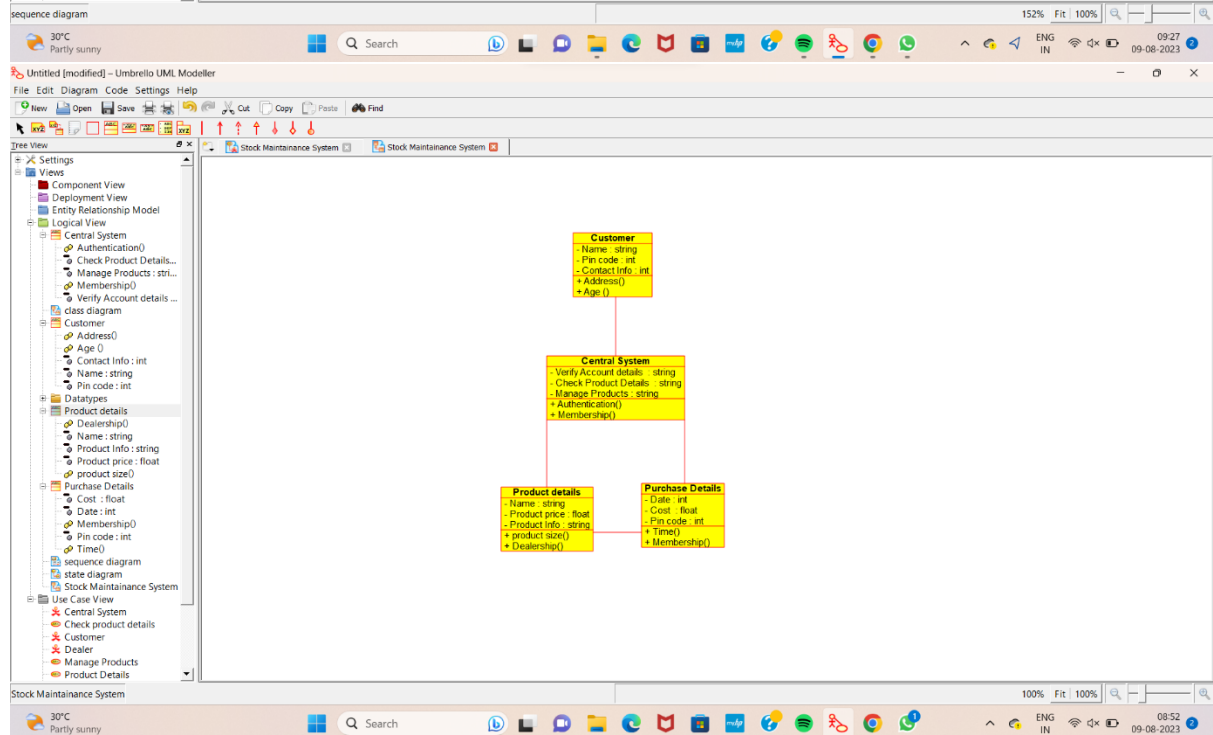 sequence diagram
152% Fit 100%
30°C
Partly sunny
Search
ENG
IN
09:27
09-08-2023
2
Untitled [modified] – Umbrello UML Modeller
File Edit Diagram Code Settings Help
New Open Save Cut Copy Paste Find
Tree View
Stock Maintainance System
Stock Maintainance System
Settings
Views
Component View
Deployment View
Entity Relationship Model
Logical View
Central System
Authentication()
Check Product Details...
Manage Products : stri...
Membership()
Verify Account details ...
class diagram
Customer
Address()
Age ()
Contact Info : int
Name : string
Pin code : int
Datatypes
Product details
Dealership()
Name : string
Product Info : string
Product price : float
product size()
Purchase Details
Cost : float
Date : int
Membership()
Pin code : int
Time()
sequence diagram
state diagram
Stock Maintainance System
Use Case View
Central System
Check product details
Customer
Dealer
Manage Products
Product Details
Customer
- Name : string
- Pin code : int
- Contact Info : int
+ Address()
+ Age ()
Central System
- Verify Account details : string
- Check Product Details : string
- Manage Products : string
+ Authentication()
+ Membership()
Product details
- Name : string
- Product price : float
- Product Info : string
+ product size()
+ Dealership()
Purchase Details
- Date : int
- Cost : float
- Pin code : int
+ Time()
+ Membership()
Stock Maintainance System
100% Fit 100%
30°C
Partly sunny
Search
ENG
IN
08:52
09-08-2023
2